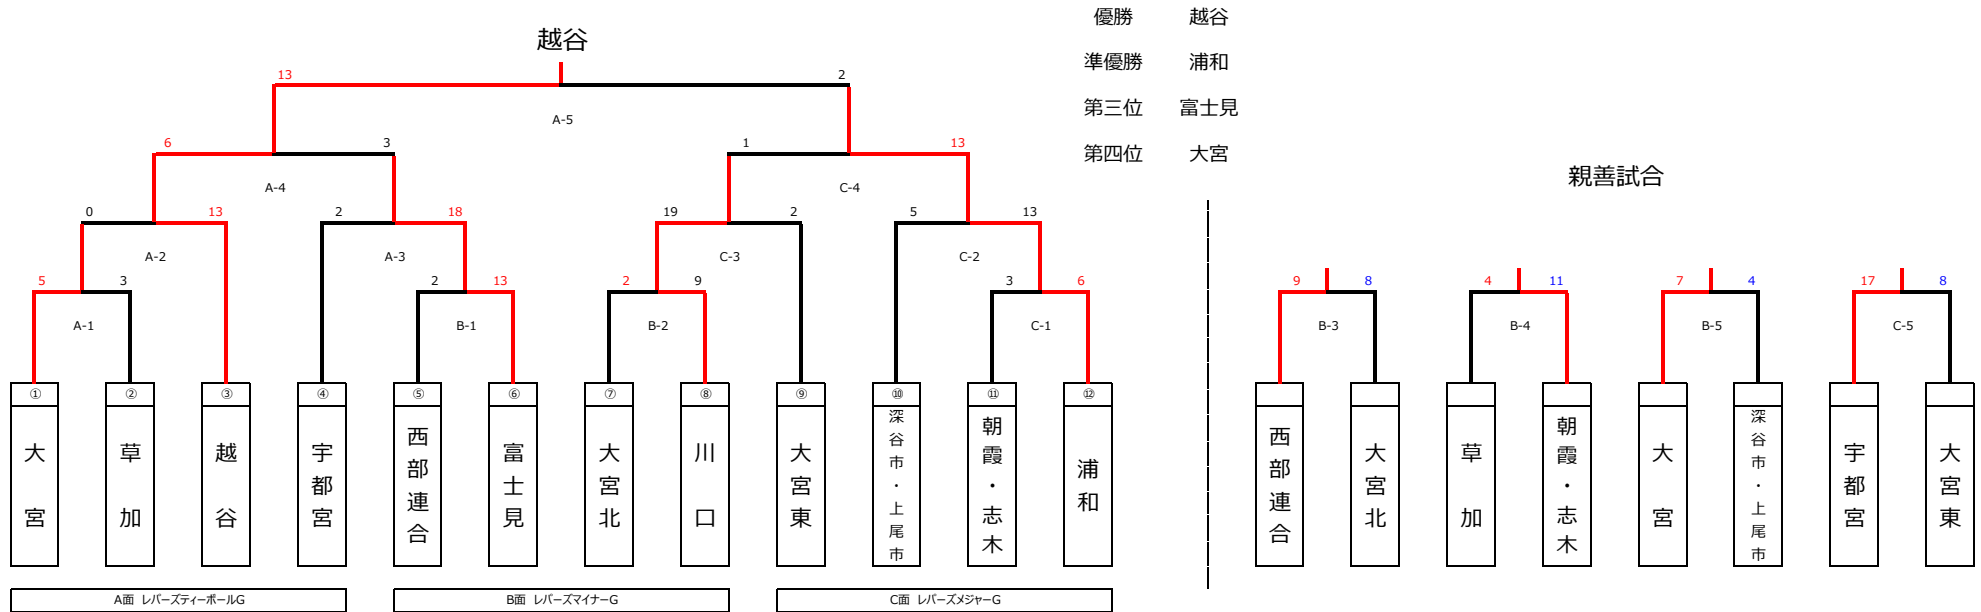 優勝 越谷
越谷
準優勝 浦和
13 2
第三位 富士見
A-5
6 3 1 13
第四位 大宮
親善試合
A-4 C-4
0 13 2 18 19 2 5 13
A-2 A-3 C-3 C-2
5 3 2 13 2 9 3 6 9 8 4 11 7 4 17 8
A-1 B-1 B-2 C-1 B-3 B-4 B-5 C-5
① ② ③ ④ ⑤ ⑥ ⑦ ⑧ ⑨ ⑩ ⑪ ⑫
大宮
草加
越谷
宇都宮
西部連合
富士見
大宮北
川口
大宮東
深谷市・上尾市
朝霞・志木
浦和
西部連合
大宮北
草加
朝霞・志木
大宮
深谷市・上尾市
宇都宮
大宮東
A面 レバーズティーボールG
B面 レバーズマイナーG
C面 レバーズメジャーG